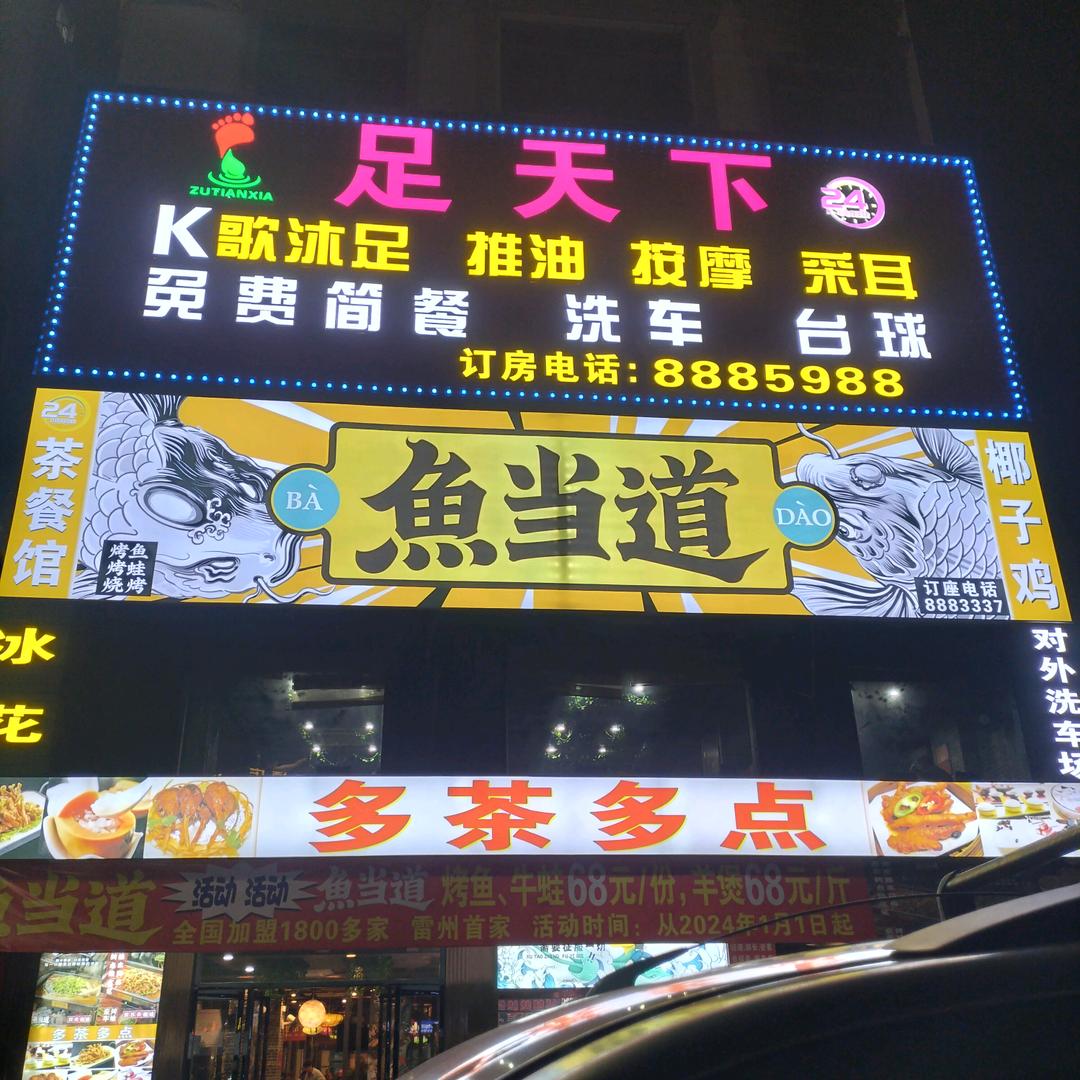 足天下
ZUTIANXIA
24
K歌沐足 推油 按摩 采耳
免费简餐 洗车 台球
订房电话:8885988
24
茶餐馆
BÀ
魚当道
DÀO
烤鱼
烤蛙
烧烤
椰子鸡
订座电话
8883337
冰
花
对外洗车场
多茶多点
魚当道
活动 活动
魚当道 烤鱼、牛蛙68元/份,羊煲68元/斤
全国加盟1800多家 雷州首家 活动时间:从2024年1月1日起
多茶多点